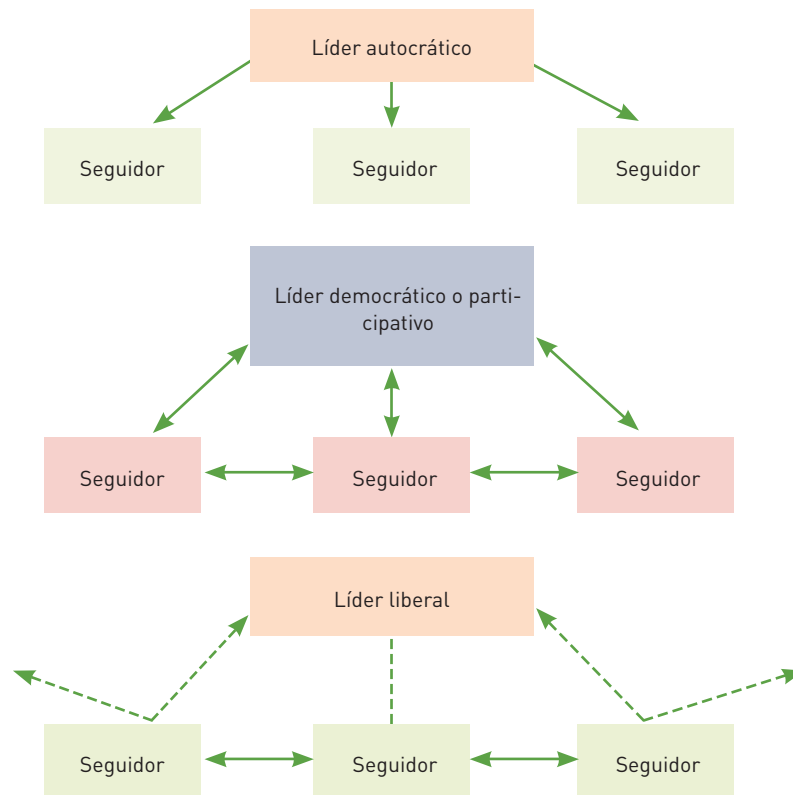 Líder autocrático
Seguidor Seguidor Seguidor
Líder democrático o parti-
cipativo
Seguidor Seguidor Seguidor
Líder liberal
Seguidor Seguidor Seguidor